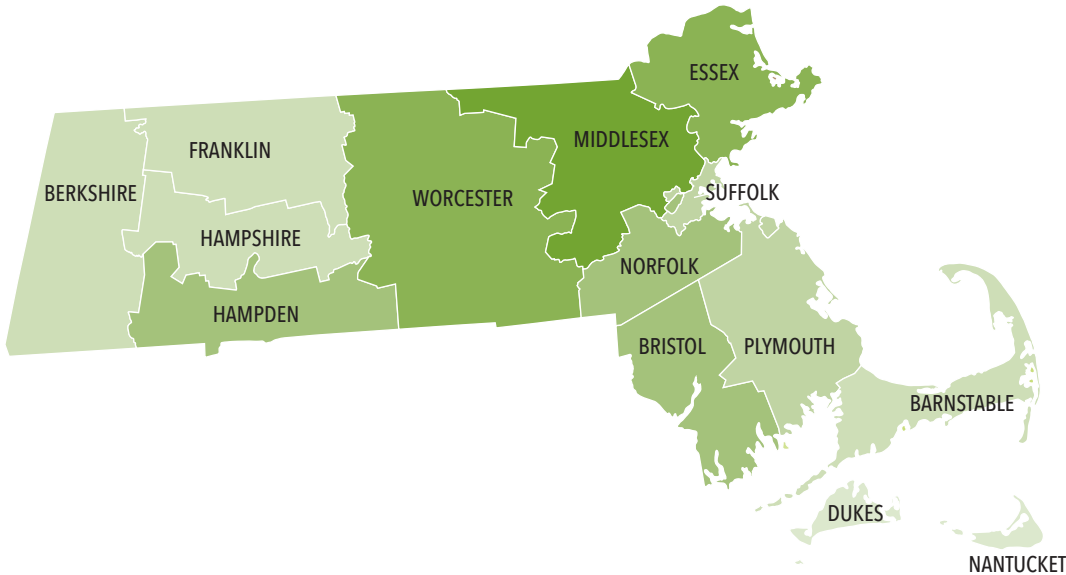 ESSEX
MIDDLESEX
FRANKLIN
BERKSHIRE
SUFFOLK
WORCESTER
HAMPSHIRE
NORFOLK
HAMPDEN
BRISTOL
PLYMOUTH
BARNSTABLE
DUKES
NANTUCKET